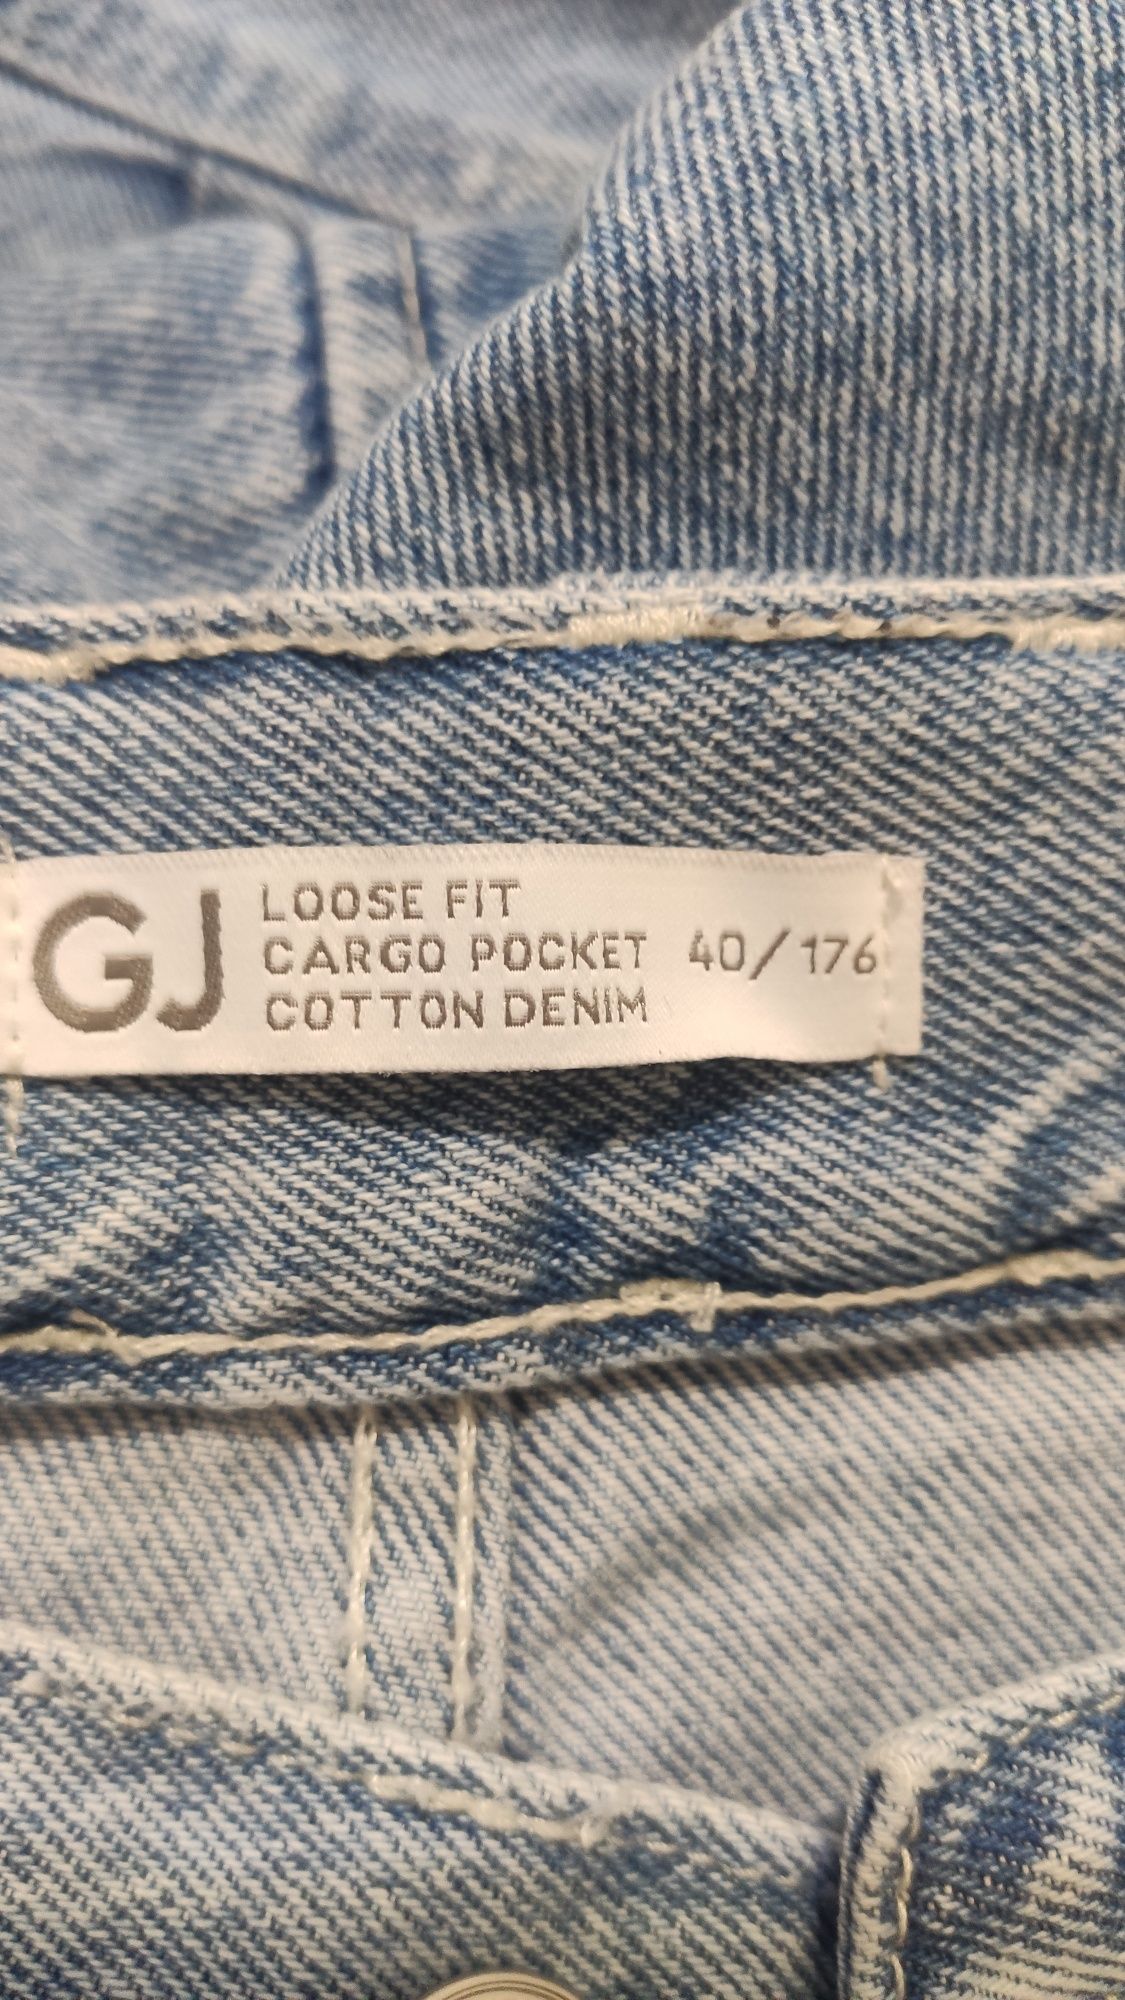 GJ
LOOSE FIT
CARGO POCKET 40/176
COTTON DENIM